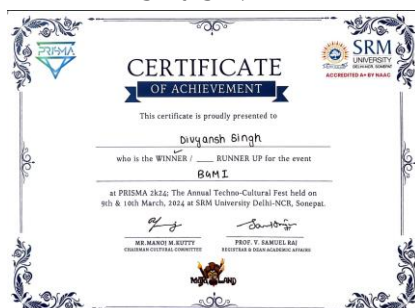 PRISMA
SRM
UNIVERSITY
DELHI-NCR, SONEPAT
ACCREDITED A+ BY NAAC
CERTIFICATE
OF ACHIEVEMENT
This certificate is proudly presented to
Divyansh Singh
who is the WINNER / ____ RUNNER UP for the event
BGMI
at PRISMA 2k24; The Annual Techno-Cultural Fest held on
9th & 10th March, 2024 at SRM University Delhi-NCR, Sonepat.
MR. MANOJ M.KUTTY
CHAIRMAN CULTURAL COMMITTEE
PROF. V. SAMUEL RAJ
REGISTRAR & DEAN ACADEMIC AFFAIRS